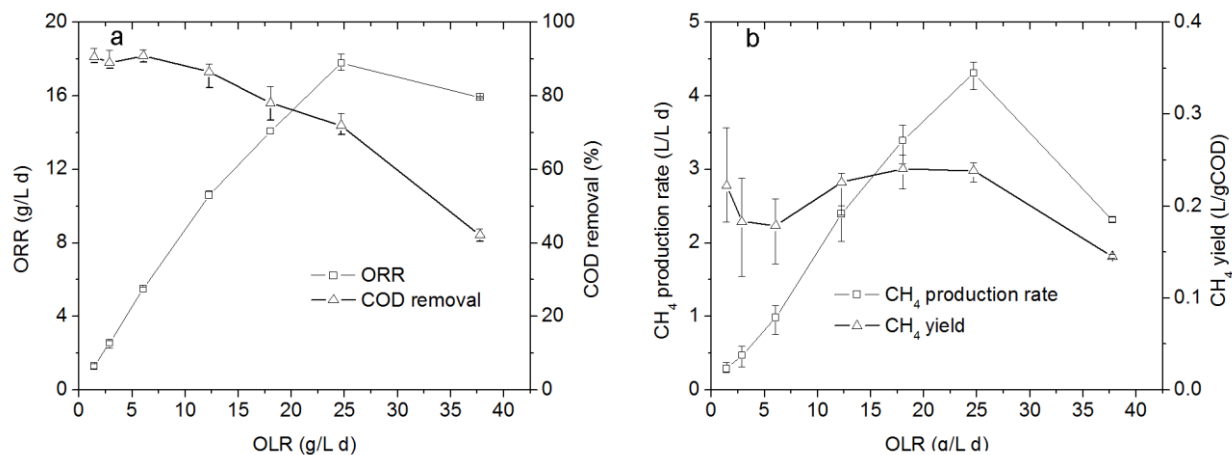 a
20
16
12
8
4
0
ORR (g/L d)
100
80
60
40
20
0
COD removal (%)
ORR
COD removal
0 5 10 15 20 25 30 35 40
OLR (g/L d)
b
5
4
3
2
1
0
CH4 production rate (L/L d)
0.4
0.3
0.2
0.1
0.0
CH4 yield (L/gCOD)
CH4 production rate
CH4 yield
0 5 10 15 20 25 30 35 40
OLR (g/L d)